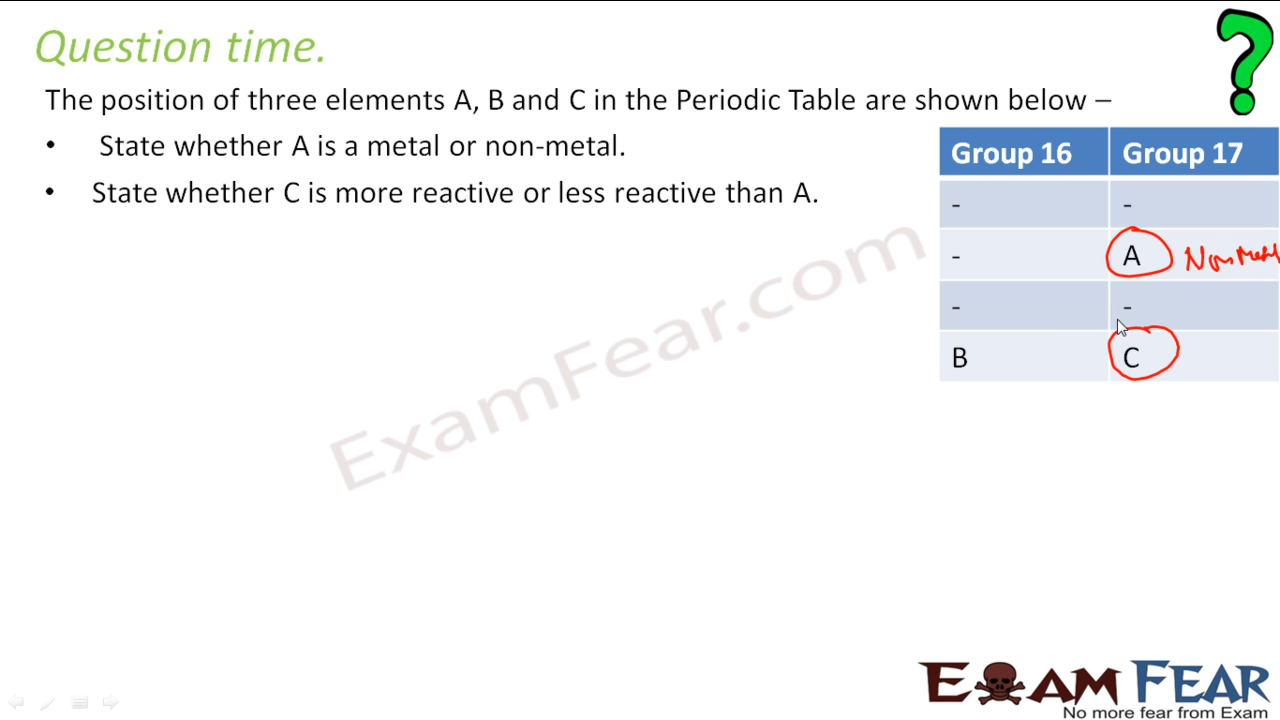 Question time.
The position of three elements A, B and C in the Periodic Table are shown below –
• State whether A is a metal or non-metal.
• State whether C is more reactive or less reactive than A.
Group 16 Group 17
- -
- A Non Metal
- -
B C
ExamFear.com
EXAM FEAR
No more fear from Exam